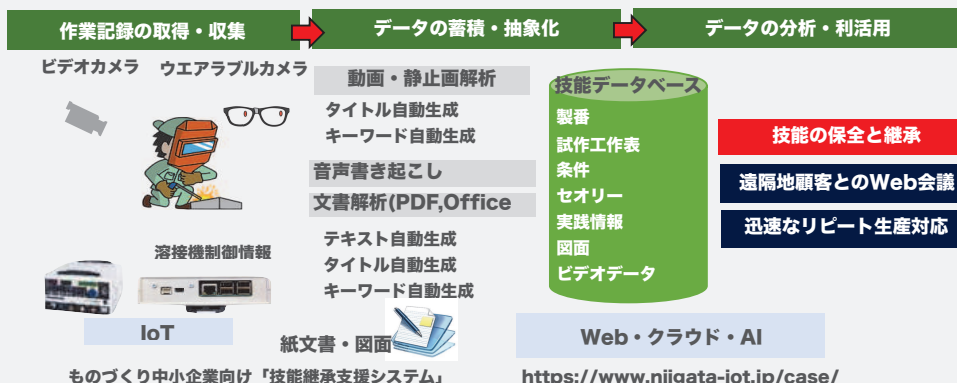 作業記録の取得・収集
データの蓄積・抽象化
データの分析・利活用
ビデオカメラ
ウエアラブルカメラ
溶接機制御情報
IoT
動画・静止画解析
タイトル自動生成
キーワード自動生成
音声書き起こし
文書解析(PDF,Office
テキスト自動生成
タイトル自動生成
キーワード自動生成
紙文書・図面
技能データベース
製番
試作工作表
条件
セオリー
実践情報
図面
ビデオデータ
技能の保全と継承
遠隔地顧客とのWeb会議
迅速なリピート生産対応
Web・クラウド・AI
ものづくり中小企業向け「技能継承支援システム」
https://www.niigata-iot.jp/case/